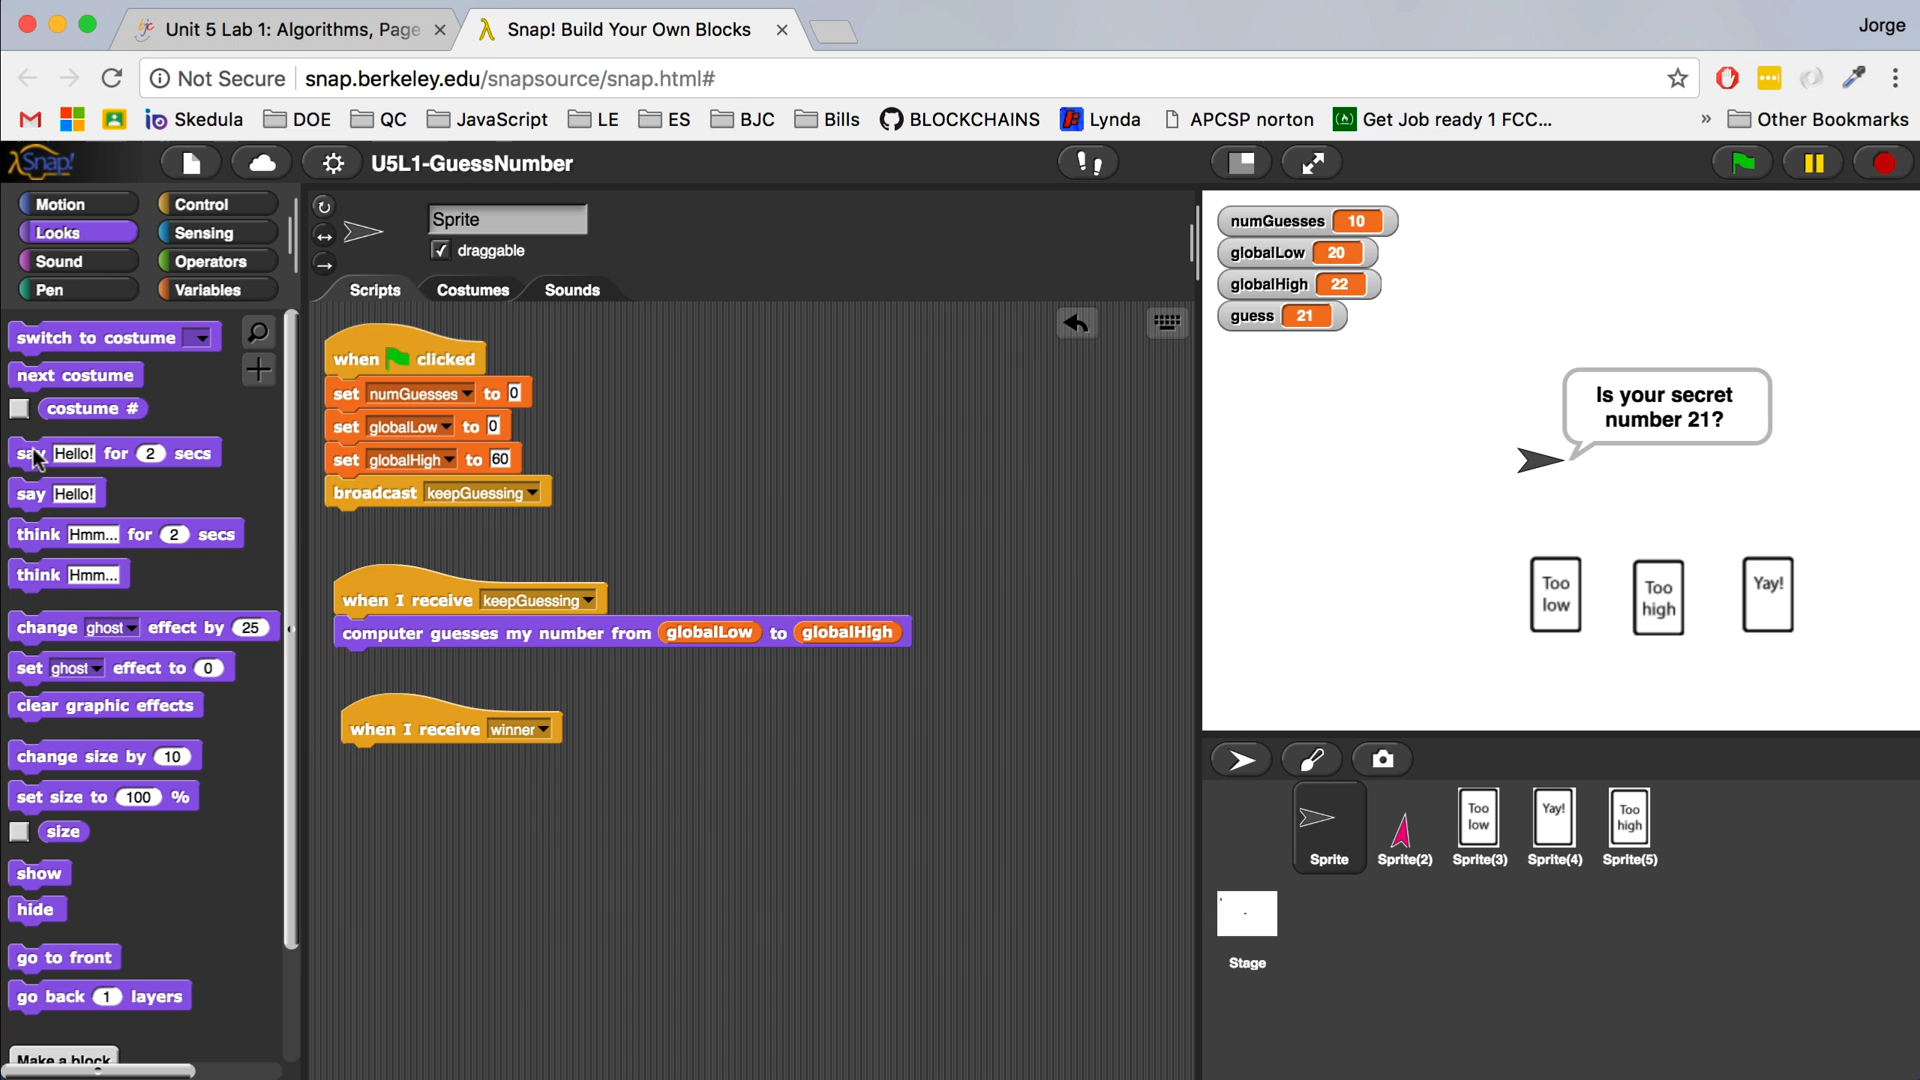 Unit 5 Lab 1: Algorithms, Page
Snap! Build Your Own Blocks
Jorge
Not Secure
snap.berkeley.edu/snapsource/snap.html#
Skedula
DOE
QC
JavaScript
LE
ES
BJC
Bills
BLOCKCHAINS
Lynda
APCSP norton
Get Job ready 1 FCC...
» Other Bookmarks
Snap!
U5L1-GuessNumber
Motion
Control
Looks
Sensing
Sound
Operators
Pen
Variables
switch to costume
next costume
costume #
say Hello! for 2 secs
say Hello!
think Hmm... for 2 secs
think Hmm...
change ghost effect by 25
set ghost effect to 0
clear graphic effects
change size by 10
set size to 100 %
size
show
hide
go to front
go back 1 layers
Make a block
Sprite
draggable
Scripts
Costumes
Sounds
when clicked
set numGuesses to 0
set globalLow to 0
set globalHigh to 60
broadcast keepGuessing
when I receive keepGuessing
computer guesses my number from globalLow to globalHigh
when I receive winner
numGuesses 10
globalLow 20
globalHigh 22
guess 21
Is your secret
number 21?
Too
low
Too
high
Yay!
Too
low
Yay!
Too
high
Sprite
Sprite(2)
Sprite(3)
Sprite(4)
Sprite(5)
Stage